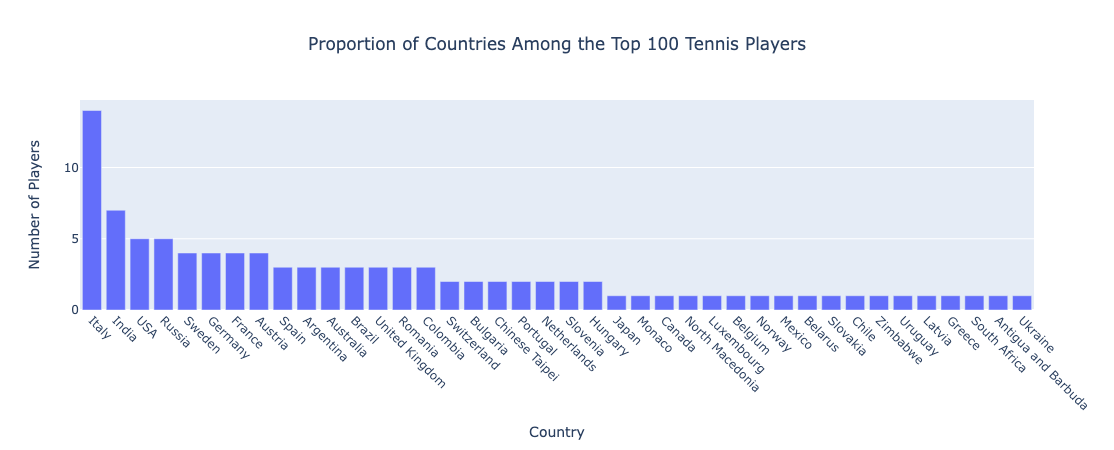 Proportion of Countries Among the Top 100 Tennis Players
Number of Players
10
5
0
Italy
India
USA
Russia
Sweden
Germany
France
Austria
Spain
Argentina
Australia
Brazil
United Kingdom
Romania
Colombia
Switzerland
Bulgaria
Chinese Taipei
Portugal
Netherlands
Slovenia
Hungary
Japan
Monaco
Canada
North Macedonia
Luxembourg
Belgium
Norway
Mexico
Belarus
Slovakia
Chile
Zimbabwe
Uruguay
Latvia
Greece
South Africa
Antigua and Barbuda
Ukraine
Country